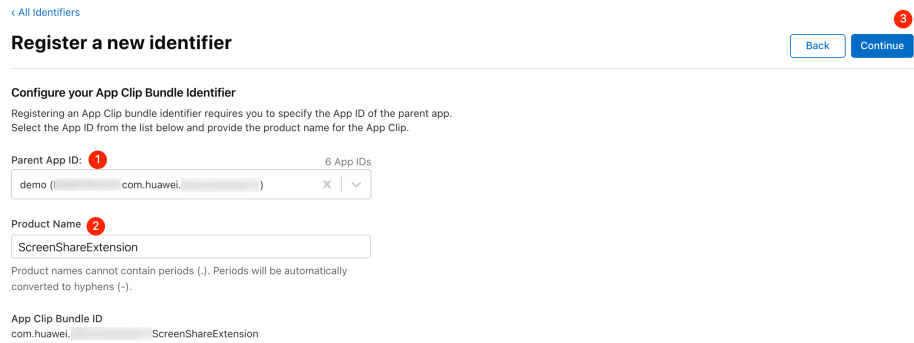 ‹ All Identifiers
3
Register a new identifier
Back
Continue
Configure your App Clip Bundle Identifier
Registering an App Clip bundle identifier requires you to specify the App ID of the parent app.
Select the App ID from the list below and provide the product name for the App Clip.
Parent App ID: 1
6 App IDs
demo ( com.huawei. )
Product Name 2
ScreenShareExtension
Product names cannot contain periods (.). Periods will be automatically
converted to hyphens (-).
App Clip Bundle ID
com.huawei. ScreenShareExtension